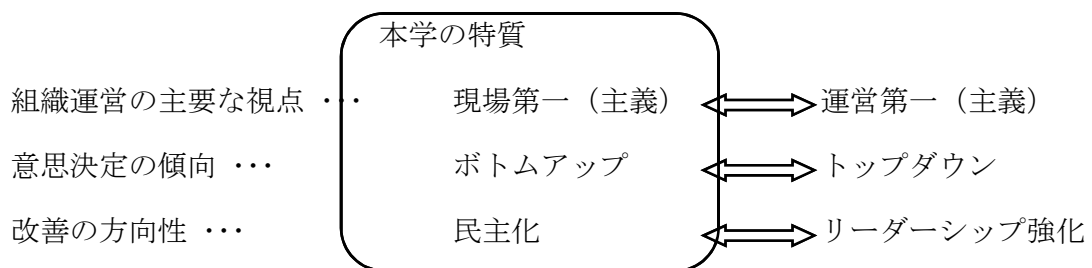 本学の特質
組織運営の主要な視点 ･･･ 現場第一（主義） 運営第一（主義）
意思決定の傾向 ･･･ ボトムアップ トップダウン
改善の方向性 ･･･ 民主化 リーダーシップ強化